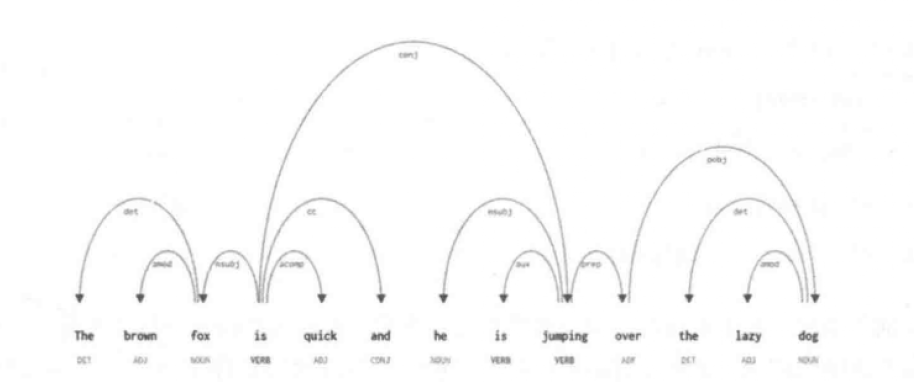 conj
pobj
det cc nsubj det
amod nsubj acomp aux prep amod
The brown fox is quick and he is jumping over the lazy dog
DET ADJ NOUN VERB ADJ CONJ NOUN VERB VERB ADP DET ADJ NOUN